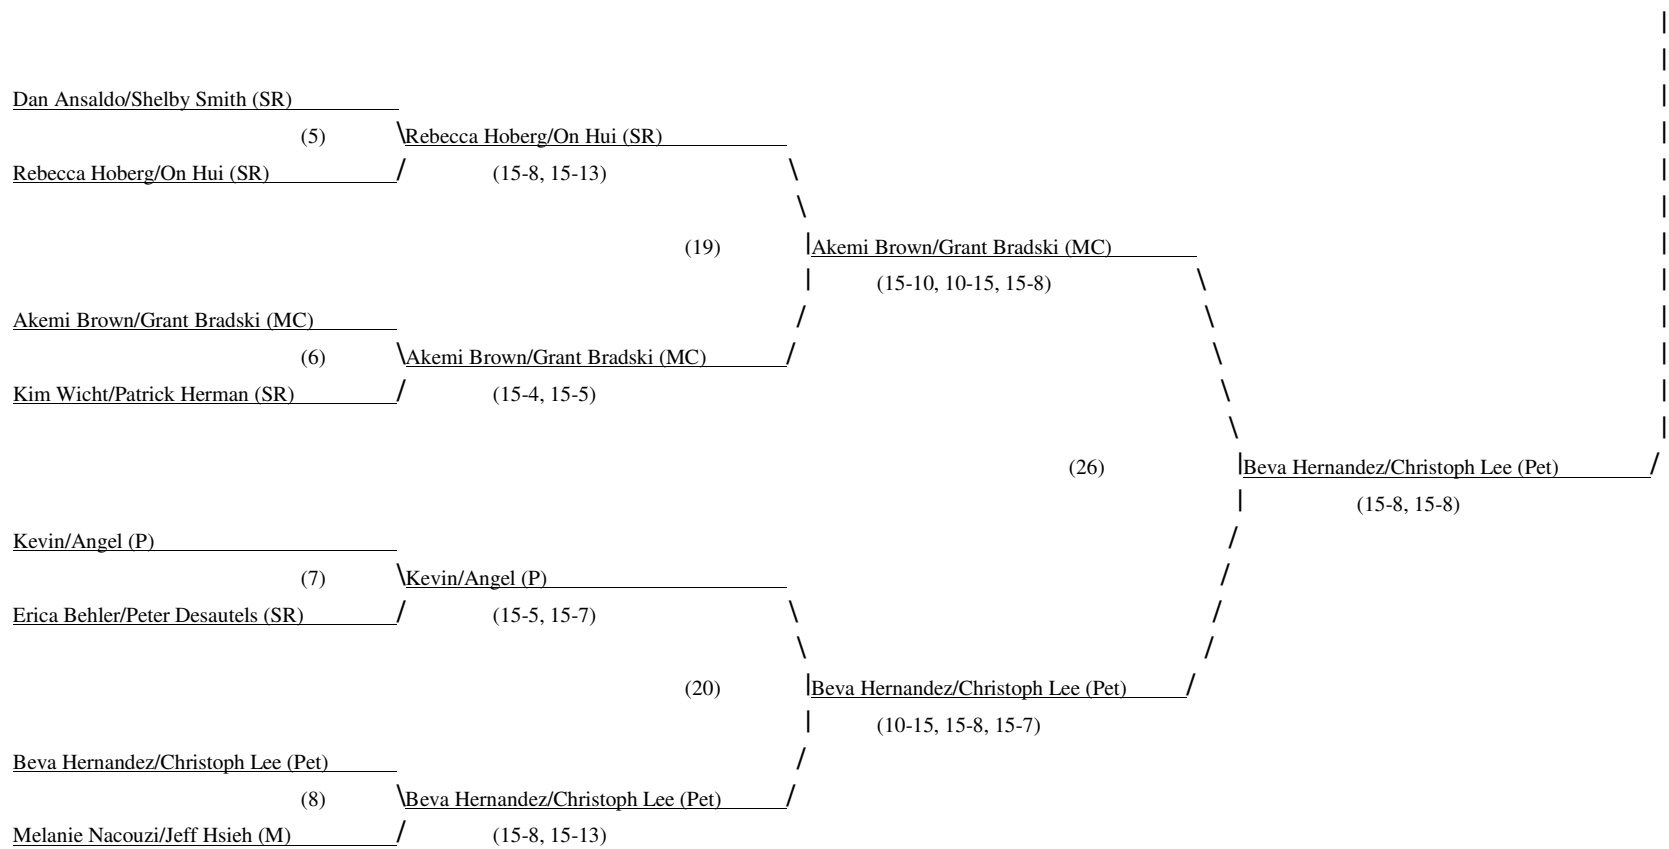 Dan Ansaldo/Shelby Smith (SR)
(5) Rebecca Hoberg/On Hui (SR)
Rebecca Hoberg/On Hui (SR) (15-8, 15-13)
(19) Akemi Brown/Grant Bradski (MC)
(15-10, 10-15, 15-8)
Akemi Brown/Grant Bradski (MC)
(6) Akemi Brown/Grant Bradski (MC)
Kim Wicht/Patrick Herman (SR) (15-4, 15-5)
(26) Beva Hernandez/Christoph Lee (Pet)
(15-8, 15-8)
Kevin/Angel (P)
(7) Kevin/Angel (P)
Erica Behler/Peter Desautels (SR) (15-5, 15-7)
(20) Beva Hernandez/Christoph Lee (Pet)
(10-15, 15-8, 15-7)
Beva Hernandez/Christoph Lee (Pet)
(8) Beva Hernandez/Christoph Lee (Pet)
Melanie Nacouzi/Jeff Hsieh (M) (15-8, 15-13)